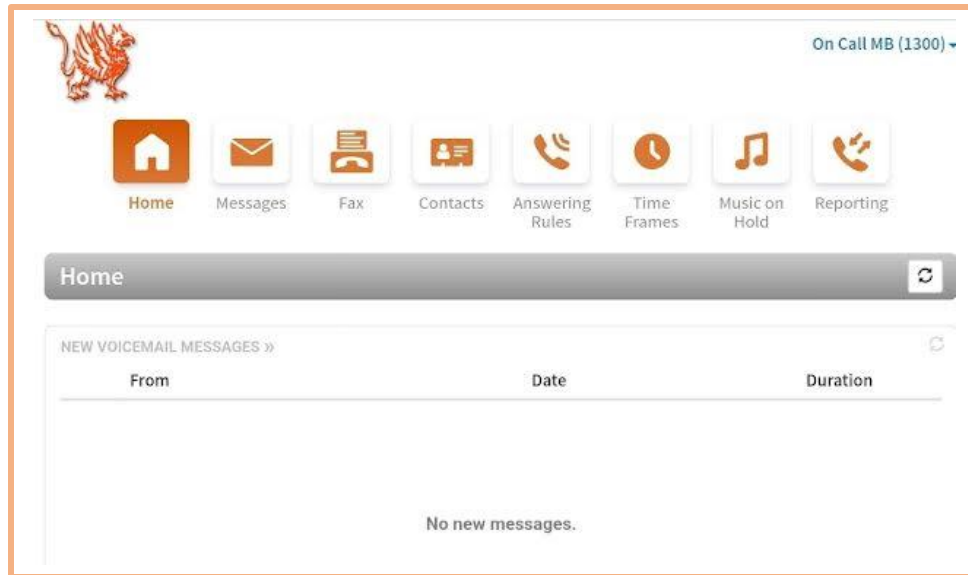 On Call MB (1300)
Home Messages Fax Contacts Answering Rules Time Frames Music on Hold Reporting
Home
NEW VOICEMAIL MESSAGES »
From Date Duration
No new messages.